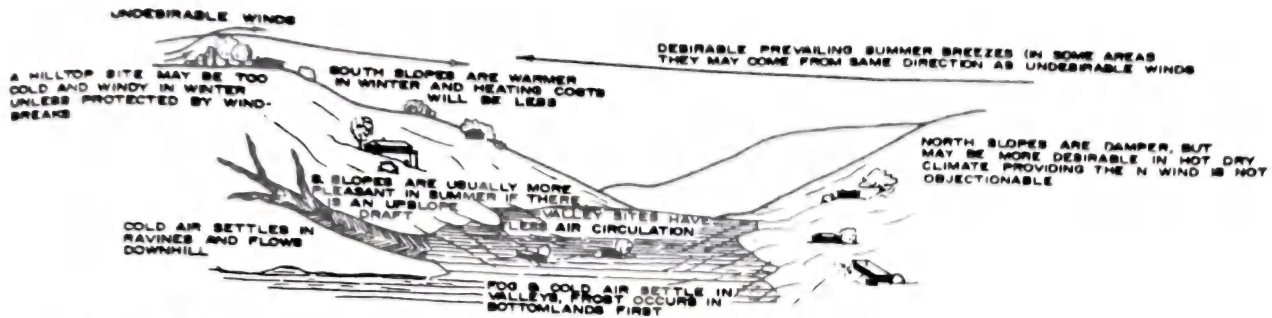 UNDESIRABLE WINDS
DESIRABLE PREVAILING SUMMER BREEZES (IN SOME AREAS
THEY MAY COME FROM SAME DIRECTION AS UNDESIRABLE WINDS
A HILLTOP SITE MAY BE TOO
COLD AND WINDY IN WINTER
UNLESS PROTECTED BY WIND-
BREAKS
SOUTH SLOPES ARE WARMER
IN WINTER AND HEATING COSTS
WILL BE LESS
NORTH SLOPES ARE DAMPER, BUT
MAY BE MORE DESIRABLE IN HOT DRY
CLIMATE PROVIDING THE N WIND IS NOT
OBJECTIONABLE
S. SLOPES ARE USUALLY MORE
PLEASANT IN SUMMER IF THERE
IS AN UPSLOPE
DRAFT
VALLEY SITES HAVE
LESS AIR CIRCULATION
COLD AIR SETTLES IN
RAVINES AND FLOWS
DOWNHILL
FOG & COLD AIR SETTLE IN
VALLEYS, FROST OCCURS IN
BOTTOMLANDS FIRST